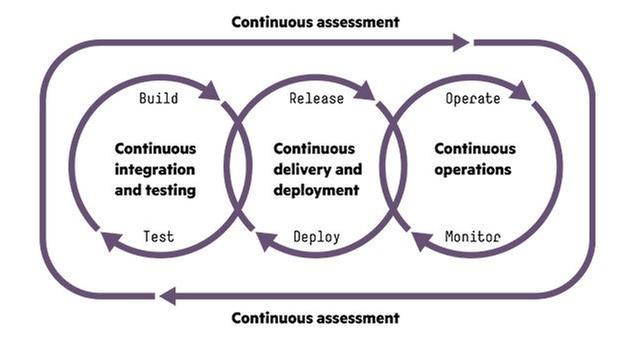 Continuous assessment
Build
Release
Operate
Continuous
integration
and testing
Continuous
delivery and
deployment
Continuous
operations
Test
Deploy
Monitor
Continuous assessment